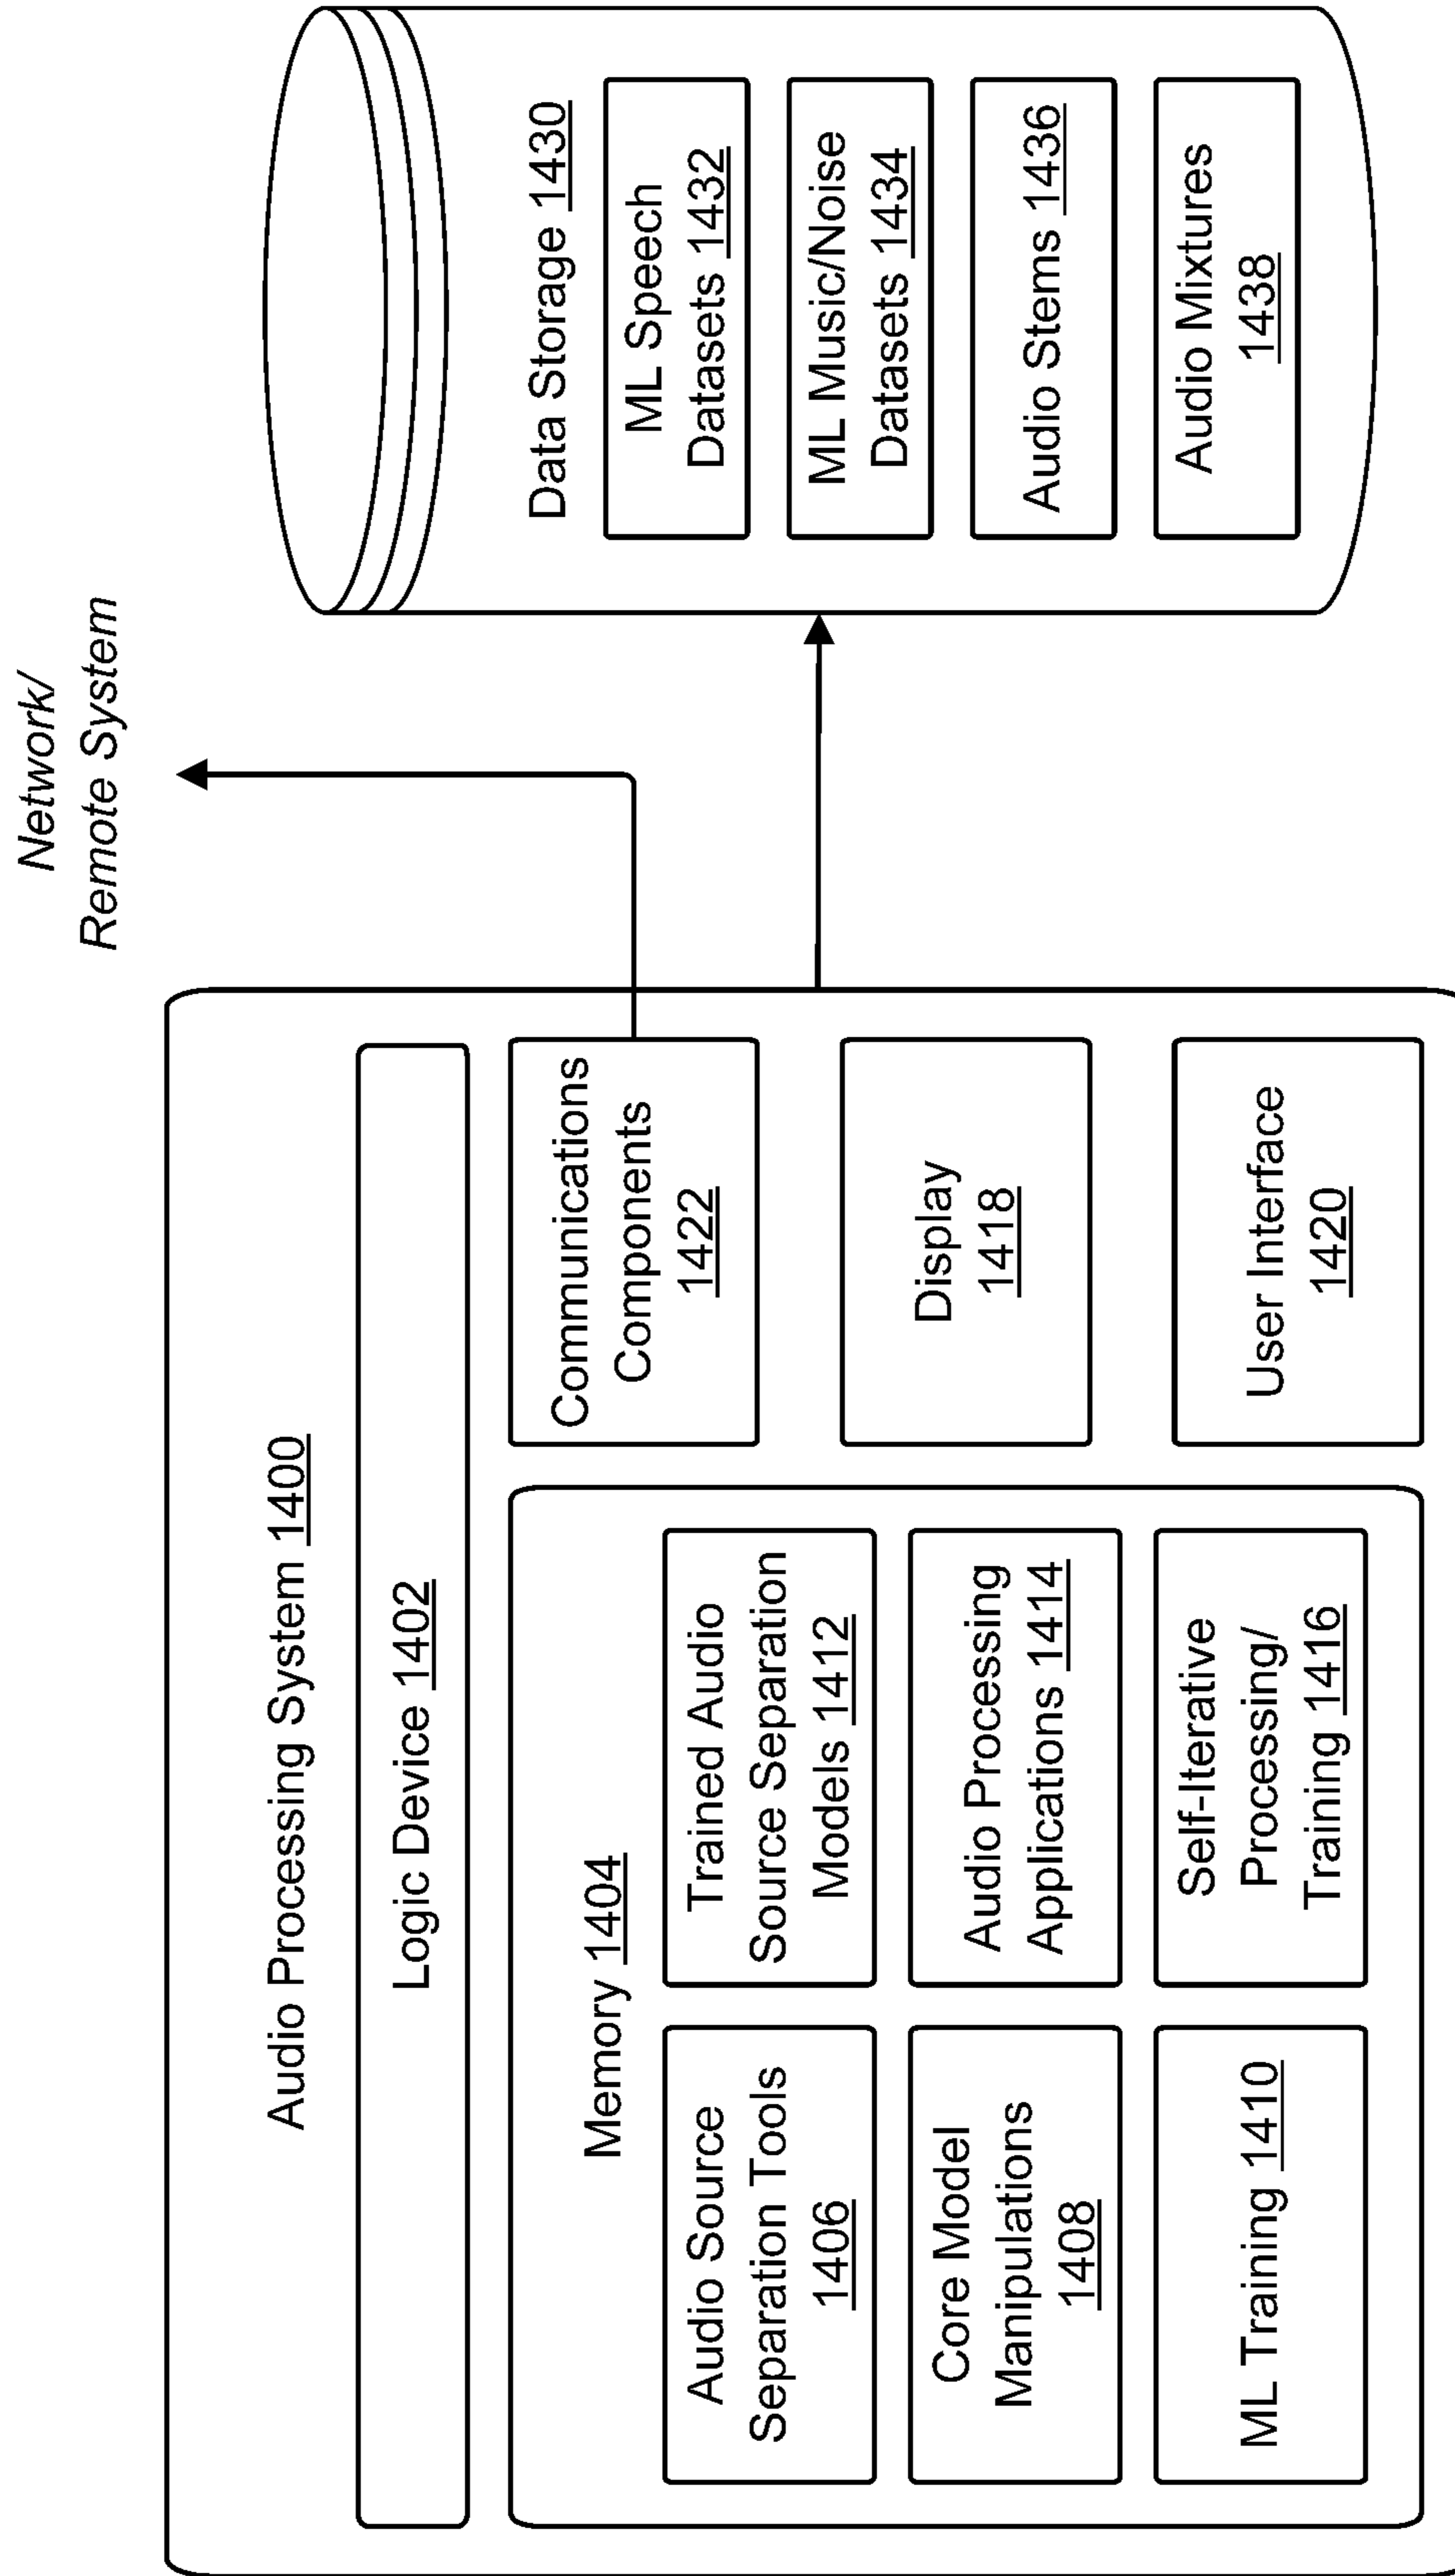 Network/
Remote System
Audio Processing System 1400
Logic Device 1402
Memory 1404
Audio Source
Separation Tools
1406
Trained Audio
Source Separation
Models 1412
Core Model
Manipulations
1408
Audio Processing
Applications 1414
ML Training 1410
Self-Iterative
Processing/
Training 1416
Communications
Components
1422
Display
1418
User Interface
1420
Data Storage 1430
ML Speech
Datasets 1432
ML Music/Noise
Datasets 1434
Audio Stems 1436
Audio Mixtures
1438